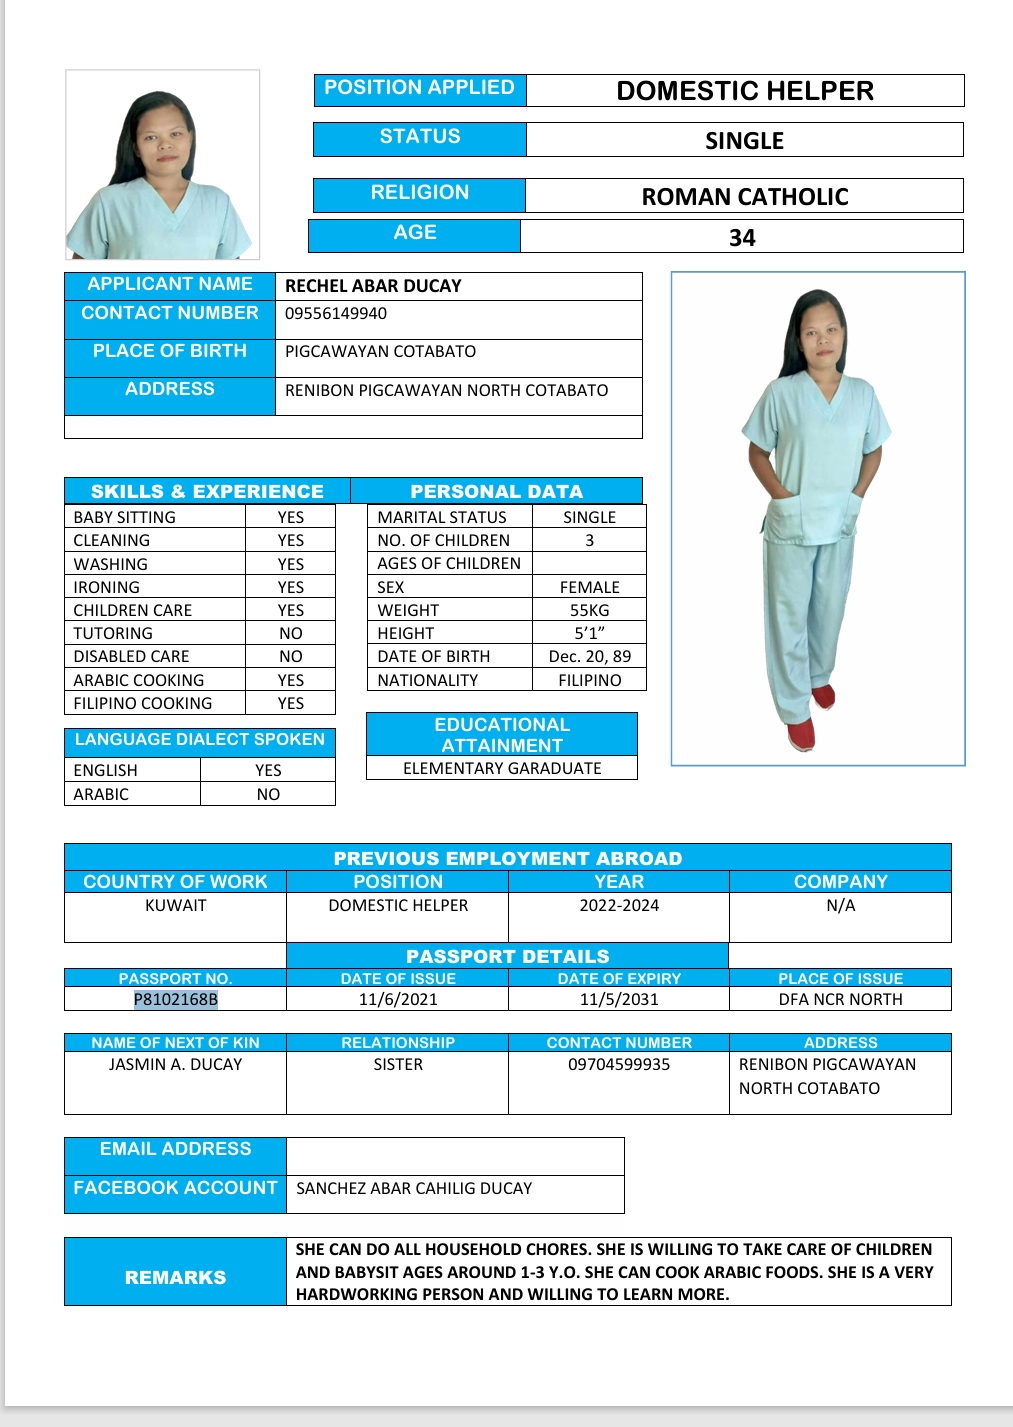 POSITION APPLIED DOMESTIC HELPER
STATUS SINGLE
RELIGION ROMAN CATHOLIC
AGE 34
APPLICANT NAME RECHEL ABAR DUCAY
CONTACT NUMBER 09556149940
PLACE OF BIRTH PIGCAWAYAN COTABATO
ADDRESS RENIBON PIGCAWAYAN NORTH COTABATO
SKILLS & EXPERIENCE
BABY SITTING YES
CLEANING YES
WASHING YES
IRONING YES
CHILDREN CARE YES
TUTORING NO
DISABLED CARE NO
ARABIC COOKING YES
FILIPINO COOKING YES
LANGUAGE DIALECT SPOKEN
ENGLISH YES
ARABIC NO
PERSONAL DATA
MARITAL STATUS SINGLE
NO. OF CHILDREN 3
AGES OF CHILDREN
SEX FEMALE
WEIGHT 55KG
HEIGHT 5’1”
DATE OF BIRTH Dec. 20, 89
NATIONALITY FILIPINO
EDUCATIONAL
ATTAINMENT
ELEMENTARY GARADUATE
PREVIOUS EMPLOYMENT ABROAD
COUNTRY OF WORK POSITION YEAR COMPANY
KUWAIT DOMESTIC HELPER 2022-2024 N/A
PASSPORT DETAILS
PASSPORT NO. DATE OF ISSUE DATE OF EXPIRY PLACE OF ISSUE
P8102168B 11/6/2021 11/5/2031 DFA NCR NORTH
NAME OF NEXT OF KIN RELATIONSHIP CONTACT NUMBER ADDRESS
JASMIN A. DUCAY SISTER 09704599935 RENIBON PIGCAWAYAN
NORTH COTABATO
EMAIL ADDRESS
FACEBOOK ACCOUNT SANCHEZ ABAR CAHILIG DUCAY
REMARKS
SHE CAN DO ALL HOUSEHOLD CHORES. SHE IS WILLING TO TAKE CARE OF CHILDREN
AND BABYSIT AGES AROUND 1-3 Y.O. SHE CAN COOK ARABIC FOODS. SHE IS A VERY
HARDWORKING PERSON AND WILLING TO LEARN MORE.